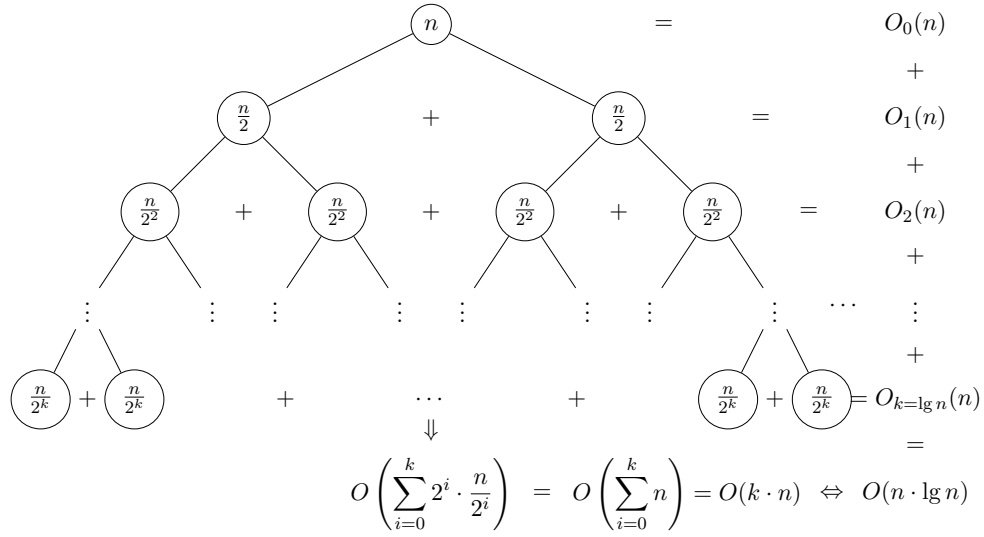 n = O_0(n)
+
n/2 + n/2 = O_1(n)
+
n/2^2 + n/2^2 + n/2^2 + n/2^2 = O_2(n)
+
⋮ ⋮ ⋮ ⋮ ⋮ ⋮ ⋮ ⋮ ⋯ ⋮
+
n/2^k + n/2^k + ⋯ + n/2^k + n/2^k = O_{k=lg n}(n)
⇓ =
O(∑_{i=0}^{k} 2^i · n/2^i) = O(∑_{i=0}^{k} n) = O(k · n) ⇔ O(n · lg n)